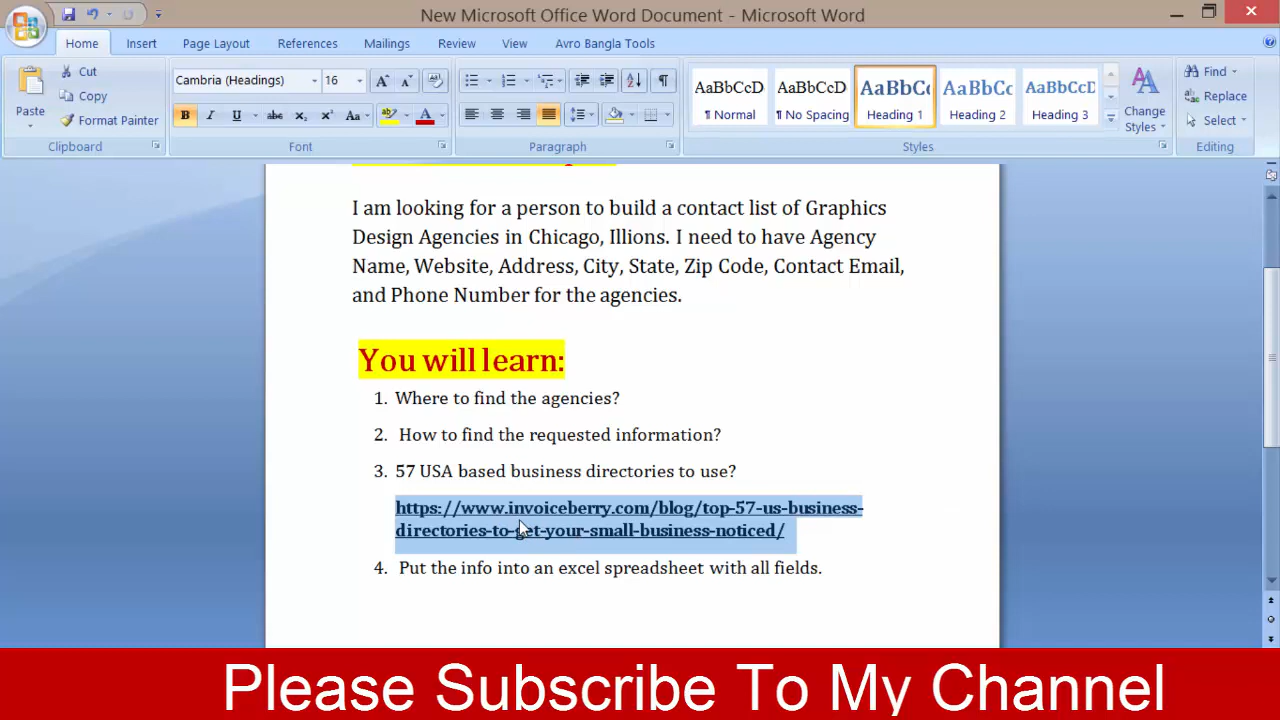 New Microsoft Office Word Document - Microsoft Word
Home Insert Page Layout References Mailings Review View Avro Bangla Tools
Paste
Cut
Copy
Format Painter
Clipboard
Cambria (Headings) 16
B I U abc X₂ X² Aa
Font
Paragraph
AaBbCcD AaBbCcD AaBbCc AaBbCc AaBbCcD
¶ Normal ¶ No Spacing Heading 1 Heading 2 Heading 3
Change
Styles
Styles
Find
Replace
Select
Editing
I am looking for a person to build a contact list of Graphics
Design Agencies in Chicago, Illions. I need to have Agency
Name, Website, Address, City, State, Zip Code, Contact Email,
and Phone Number for the agencies.
You will learn:
1. Where to find the agencies?
2. How to find the requested information?
3. 57 USA based business directories to use?
https://www.invoiceberry.com/blog/top-57-us-business-
directories-to-get-your-small-business-noticed/
4. Put the info into an excel spreadsheet with all fields.
Please Subscribe To My Channel